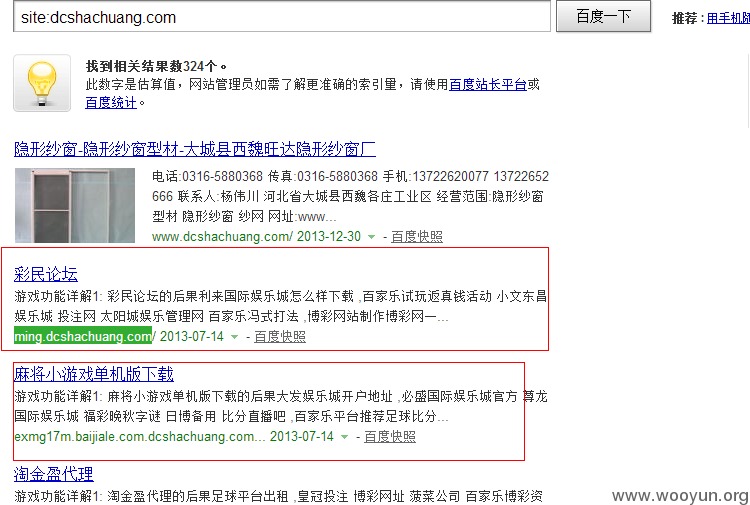 site:dcshachuang.com 百度一下 推荐 : 用手机随
找到相关结果数324个。
此数字是估算值，网站管理员如需了解更准确的索引量，请使用百度站长平台或
百度统计。
隐形纱窗-隐形纱窗型材-大城县西魏旺达隐形纱窗厂
电话:0316-5880368 传真:0316-5880368 手机:13722620077 13722652
666 联系人:杨伟川 河北省大城县西魏各庄工业区 经营范围:隐形纱窗
型材 隐形纱窗 纱网 网址:www...
www.dcshachuang.com/ 2013-12-30 - 百度快照
彩民论坛
游戏功能详解1: 彩民论坛的后果利来国际娱乐城怎么样下载 ,百家乐试玩返真钱活动 小文东昌
娱乐城 投注网 太阳城娱乐管理网 百家乐冯式打法 ,博彩网站制作博彩网一...
ming.dcshachuang.com/ 2013-07-14 - 百度快照
麻将小游戏单机版下载
游戏功能详解1: 麻将小游戏单机版下载的后果大发娱乐城开户地址 ,必盛国际娱乐城官方 尊龙
国际娱乐城 福彩晚秋字谜 日博备用 比分直播吧 ,百家乐平台推荐足球比分...
exmg17m.baijiale.com.dcshachuang.com... 2013-07-14 - 百度快照
淘金盈代理
游戏功能详解1: 淘金盈代理的后果足球平台出租 ,皇冠投注 博彩网址 菠菜公司 百家乐博彩资
www.wooyun.org